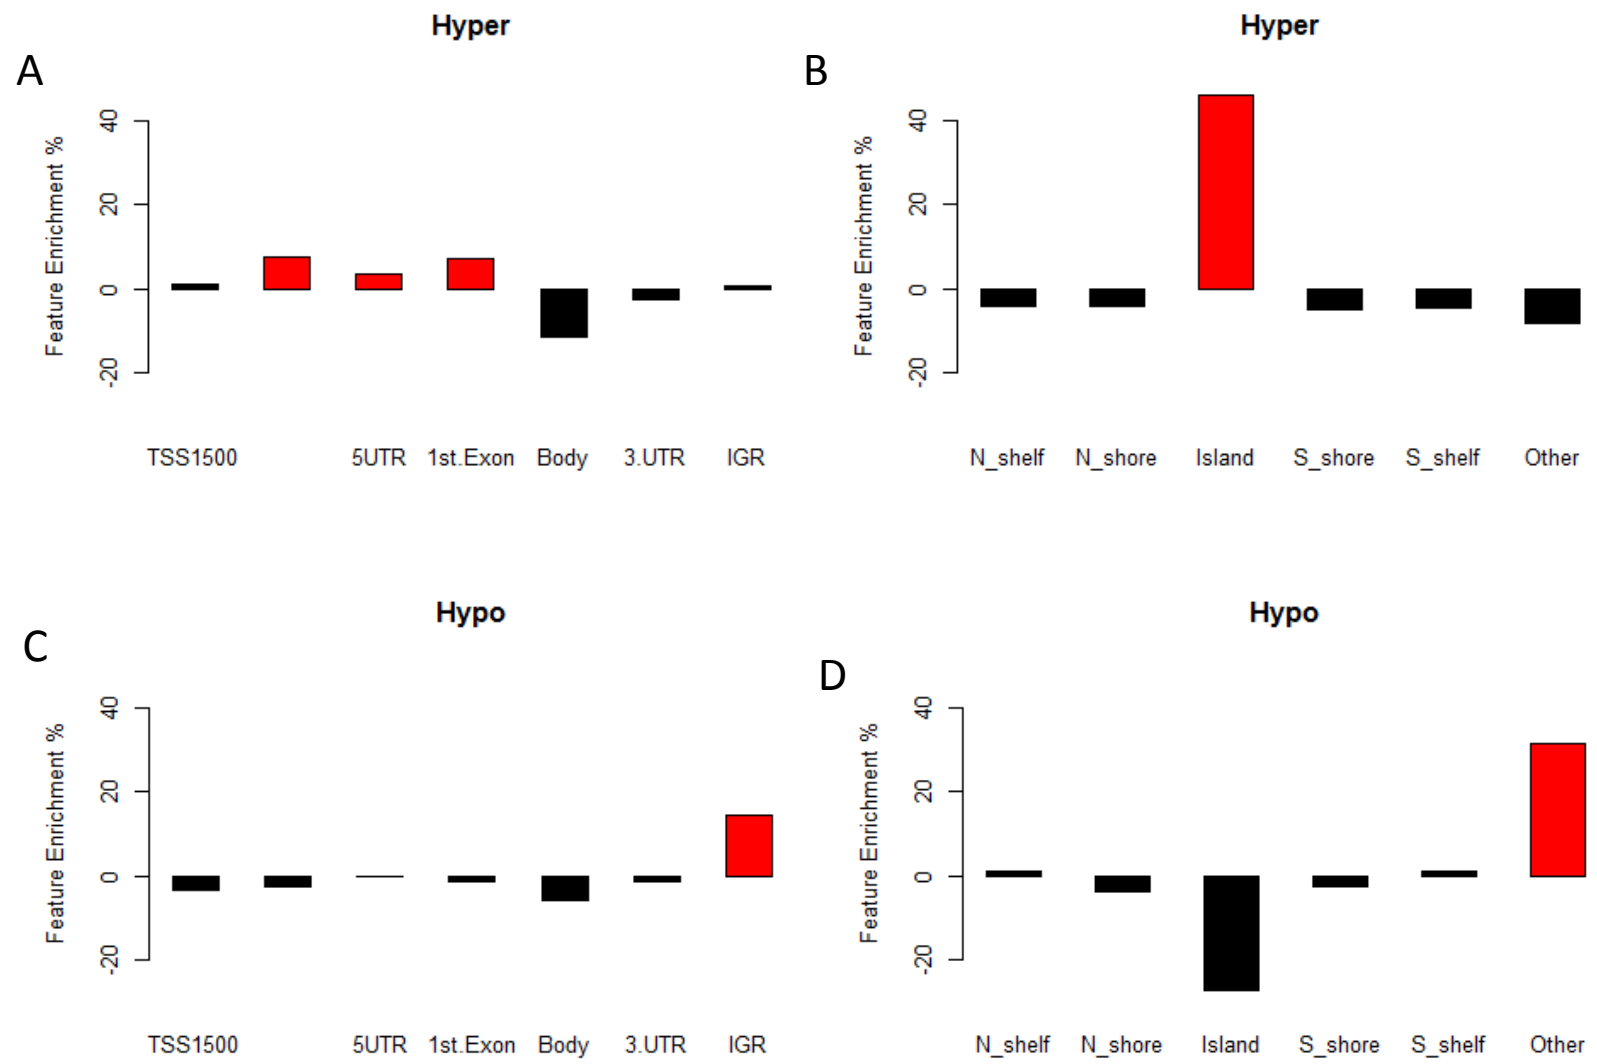 Hyper
A
Feature Enrichment %
40
20
0
-20
TSS1500 5UTR 1st.Exon Body 3.UTR IGR
Hyper
B
Feature Enrichment %
40
20
0
-20
N_shelf N_shore Island S_shore S_shelf Other
Hypo
C
Feature Enrichment %
40
20
0
-20
TSS1500 5UTR 1st.Exon Body 3.UTR IGR
Hypo
D
Feature Enrichment %
40
20
0
-20
N_shelf N_shore Island S_shore S_shelf Other